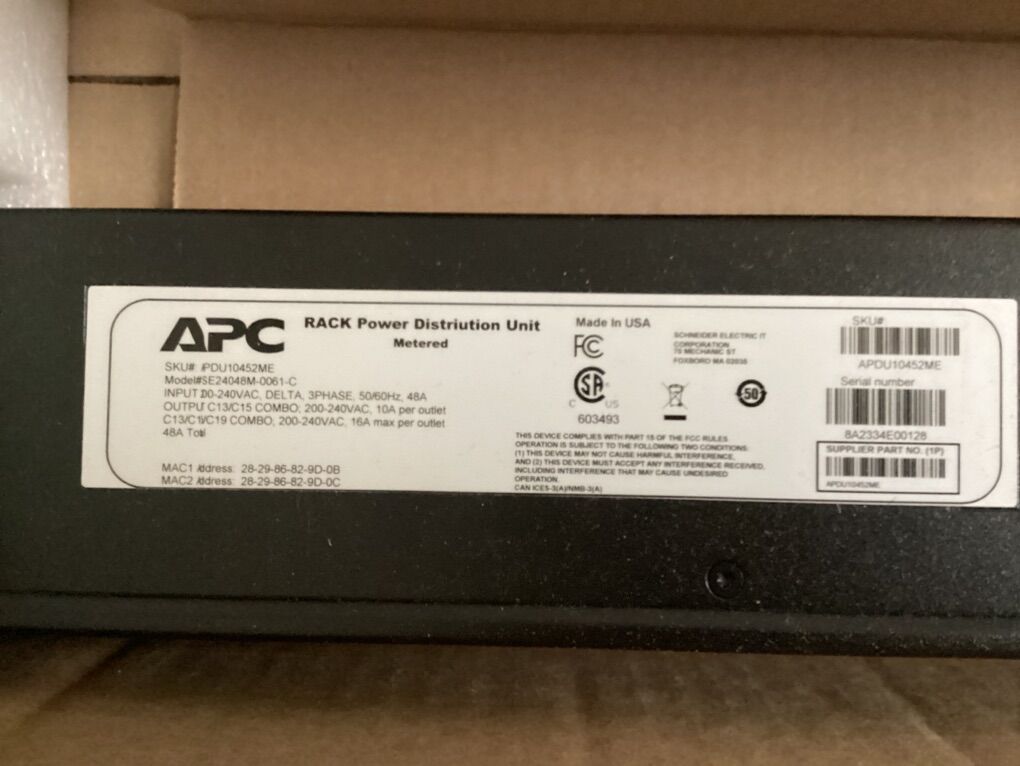 APC
RACK Power Distriution Unit
Metered
SKU# PDU10452ME
Model#SE24048M-0061-C
INPUT 00-240VAC, DELTA, 3PHASE, 50/60Hz, 48A
OUTPUT C13/C15 COMBO, 200-240VAC, 10A per outlet
C13/C1/C19 COMBO, 200-240VAC, 16A max per outlet
48A Total
MAC1 Address: 28-29-86-82-9D-0B
MAC2 Address: 28-29-86-82-9D-0C
Made In USA
FC
SA
C US
603493
SCHNEIDER ELECTRIC IT
CORPORATION
70 MECHANIC ST
FOXBORO MA 02035
50
THIS DEVICE COMPLIES WITH PART 15 OF THE FCC RULES.
OPERATION IS SUBJECT TO THE FOLLOWING TWO CONDITIONS:
(1) THIS DEVICE MAY NOT CAUSE HARMFUL INTERFERENCE,
AND (2) THIS DEVICE MUST ACCEPT ANY INTERFERENCE RECEIVED,
INCLUDING INTERFERENCE THAT MAY CAUSE UNDESIRED
OPERATION.
CAN ICES-3(A)/NMB-3(A)
SKU#
APDU10452ME
Serial number
8A2334E00128
SUPPLIER PART NO. (1P)
APDU10452ME